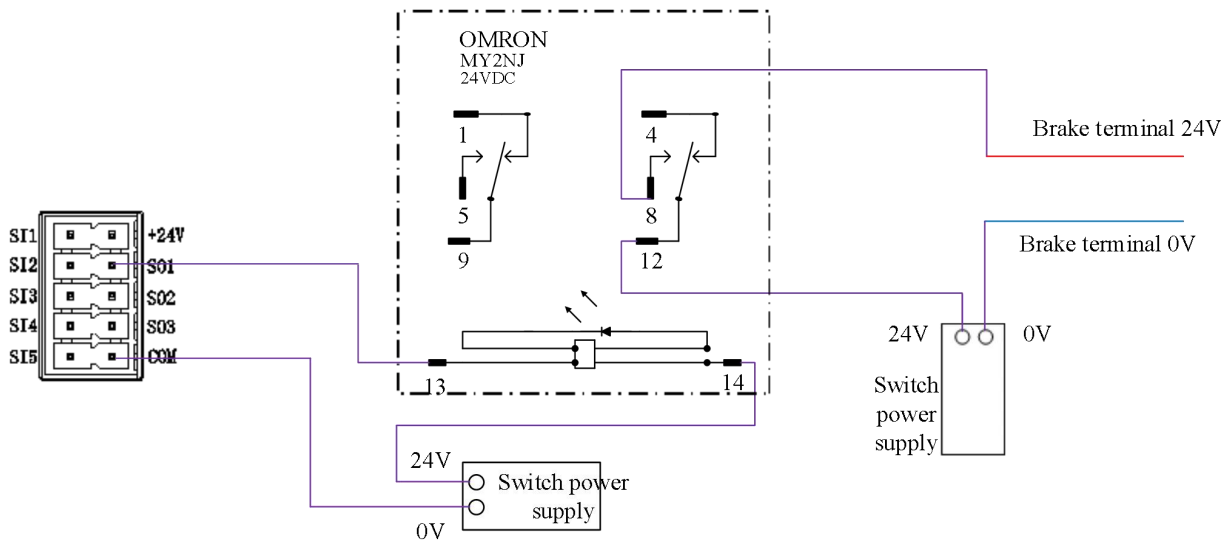 OMRON
MY2NJ
24VDC
1
4
Brake terminal 24V
5
8
SI1
+24V
Brake terminal 0V
9
12
SI2
SO1
SI3
SO2
SI4
SO3
24V
0V
SI5
COM
13
14
Switch
power
supply
24V
Switch power
supply
0V